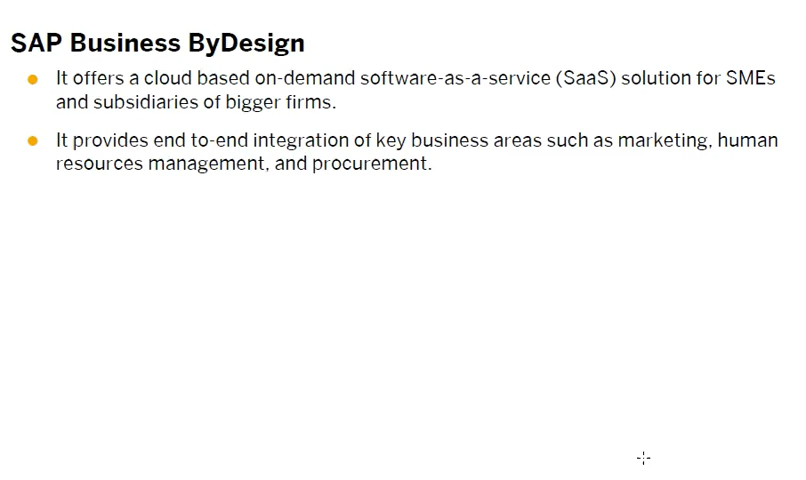 SAP Business ByDesign
It offers a cloud based on-demand software-as-a-service (SaaS) solution for SMEs
and subsidiaries of bigger firms.
It provides end to-end integration of key business areas such as marketing, human
resources management, and procurement.